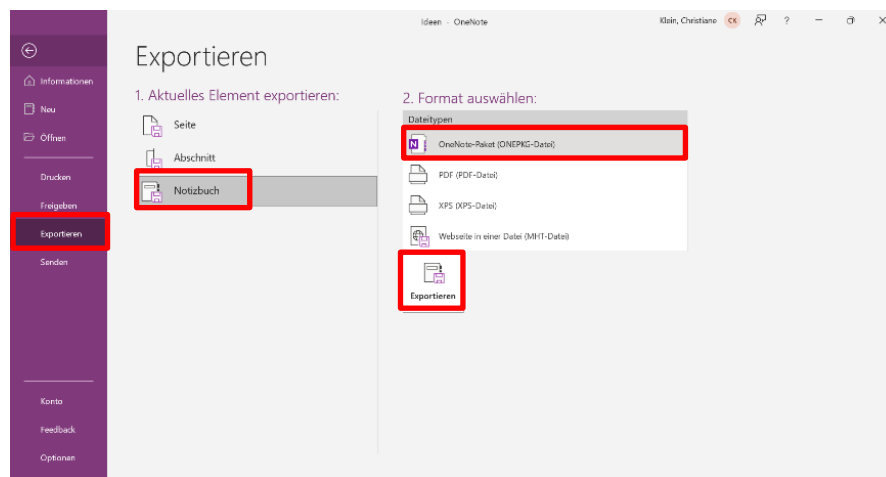 Ideen - OneNote
Klein, Christiane CK ?
Exportieren
Informationen
Neu
Öffnen
Drucken
Freigeben
Exportieren
Senden
Konto
Feedback
Optionen
1. Aktuelles Element exportieren:
Seite
Abschnitt
Notizbuch
2. Format auswählen:
Dateitypen
N OneNote-Paket (ONEPKG-Datei)
PDF (PDF-Datei)
XPS (XPS-Datei)
Webseite in einer Datei (MHT-Datei)
Exportieren